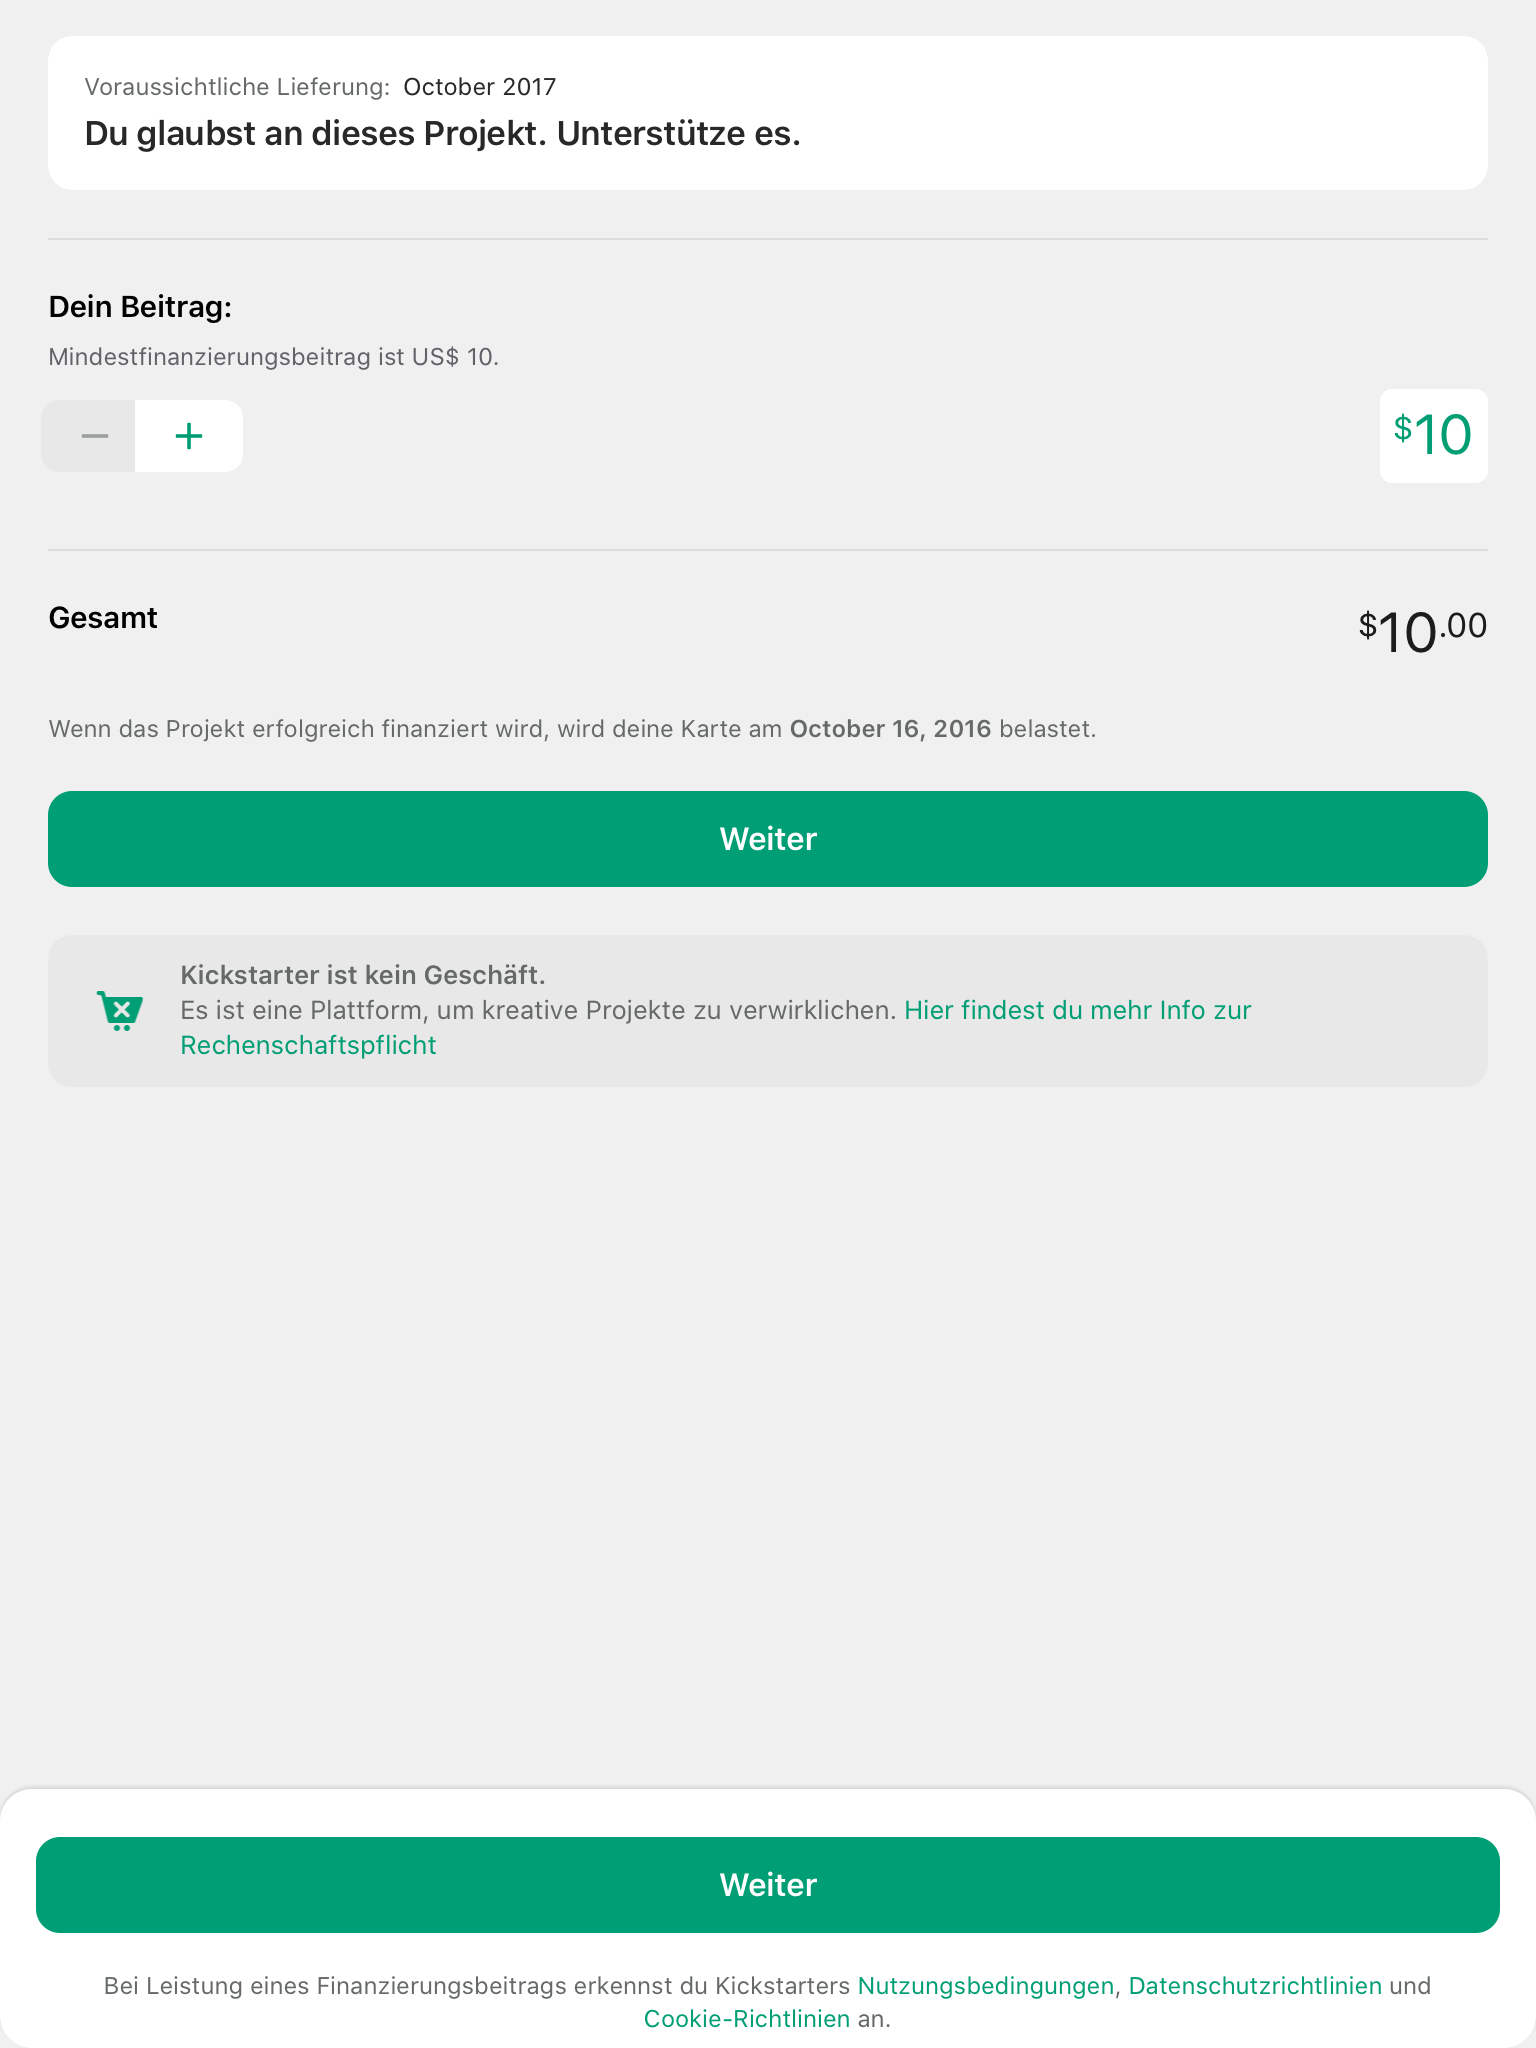 Voraussichtliche Lieferung: October 2017
Du glaubst an dieses Projekt. Unterstütze es.
Dein Beitrag:
Mindestfinanzierungsbeitrag ist US$ 10.
− +
$10
Gesamt
$10.00
Wenn das Projekt erfolgreich finanziert wird, wird deine Karte am October 16, 2016 belastet.
Weiter
Kickstarter ist kein Geschäft.
Es ist eine Plattform, um kreative Projekte zu verwirklichen. Hier findest du mehr Info zur
Rechenschaftspflicht
Weiter
Bei Leistung eines Finanzierungsbeitrags erkennst du Kickstarters Nutzungsbedingungen, Datenschutzrichtlinien und
Cookie-Richtlinien an.